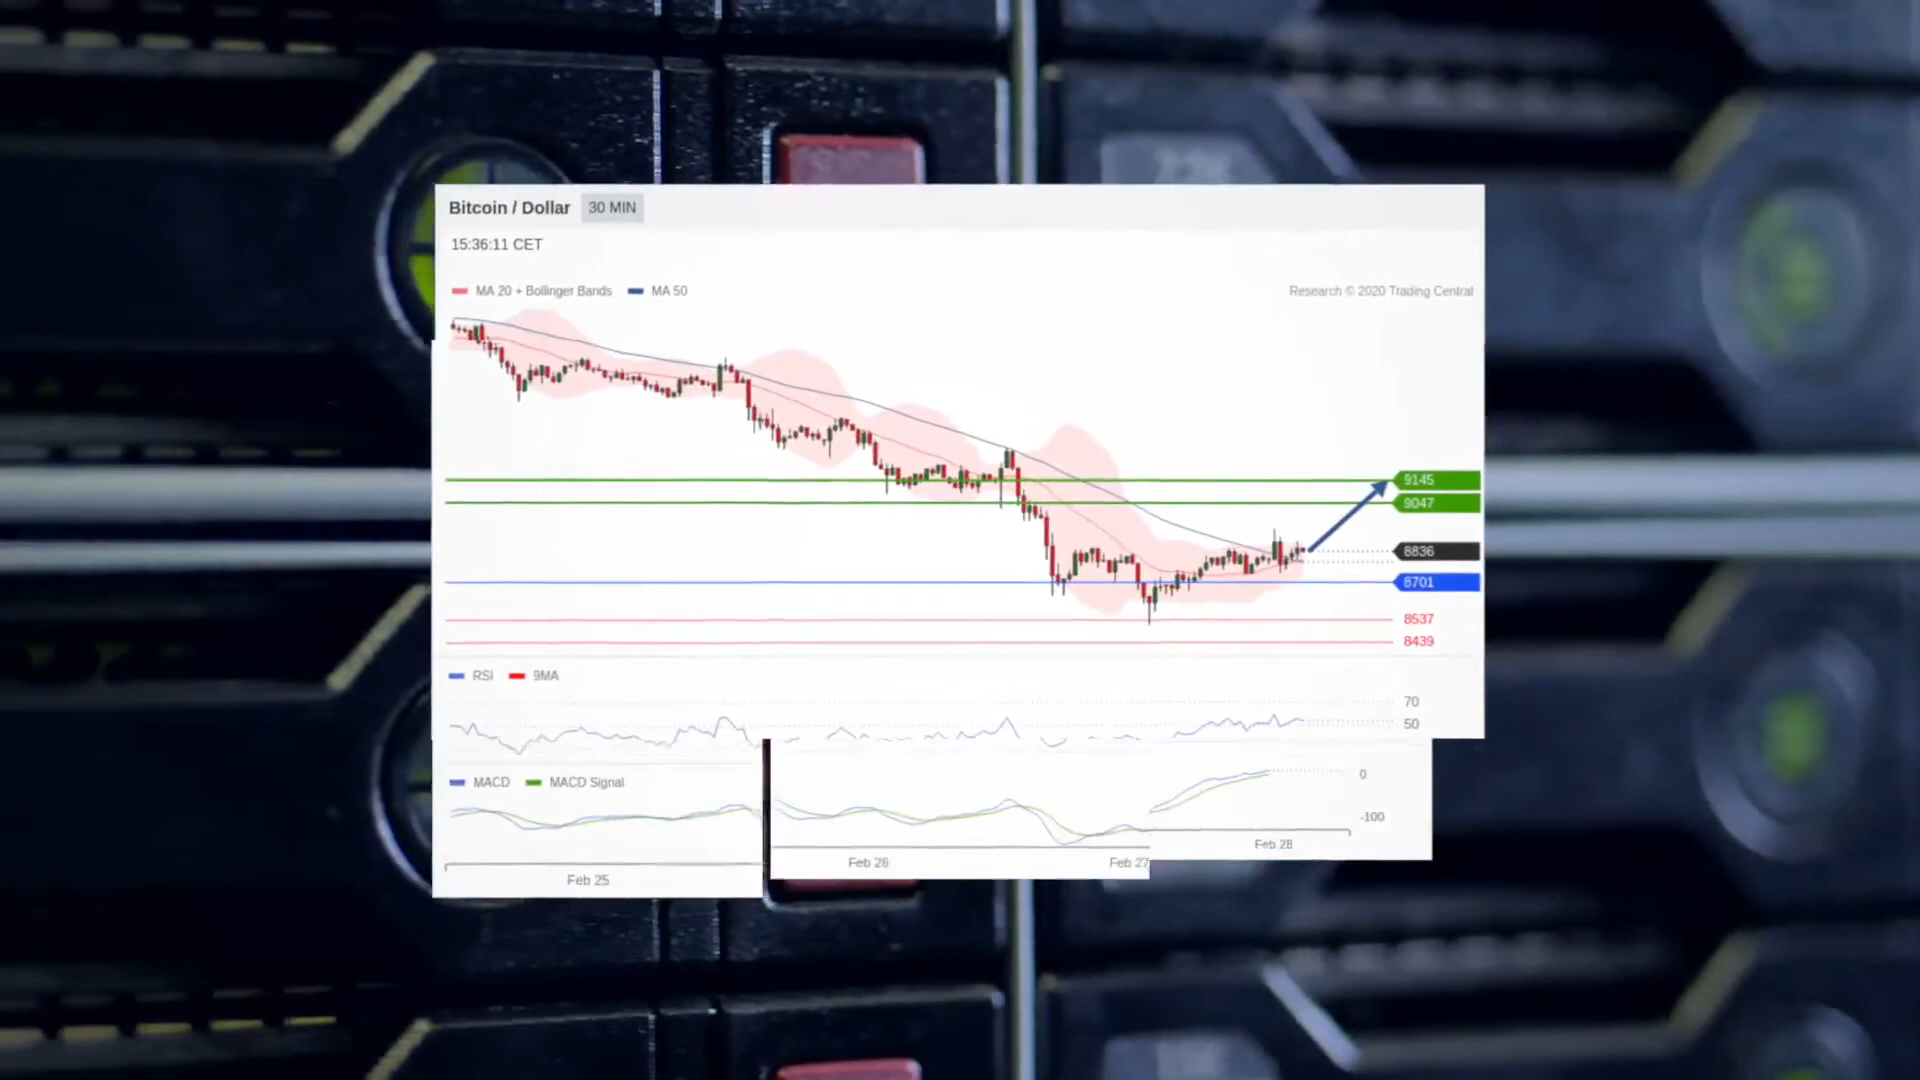 Bitcoin / Dollar 30 MIN
15:36:11 CET
MA 20 + Bollinger Bands MA 50
Research © 2020 Trading Central
9145
9047
8836
8701
8537
8439
RSI 9MA
70
50
MACD MACD Signal
0
-100
Feb 25
Feb 26
Feb 27
Feb 28